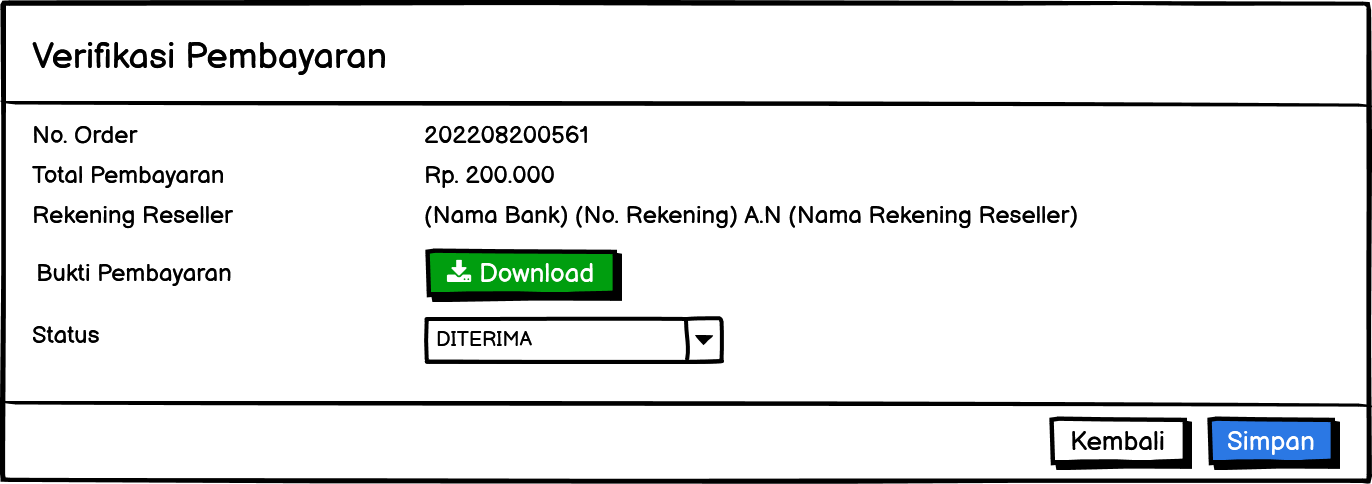 Verifikasi Pembayaran
No. Order 202208200561
Total Pembayaran Rp. 200.000
Rekening Reseller (Nama Bank) (No. Rekening) A.N (Nama Rekening Reseller)
Bukti Pembayaran Download
Status DITERIMA
Kembali Simpan